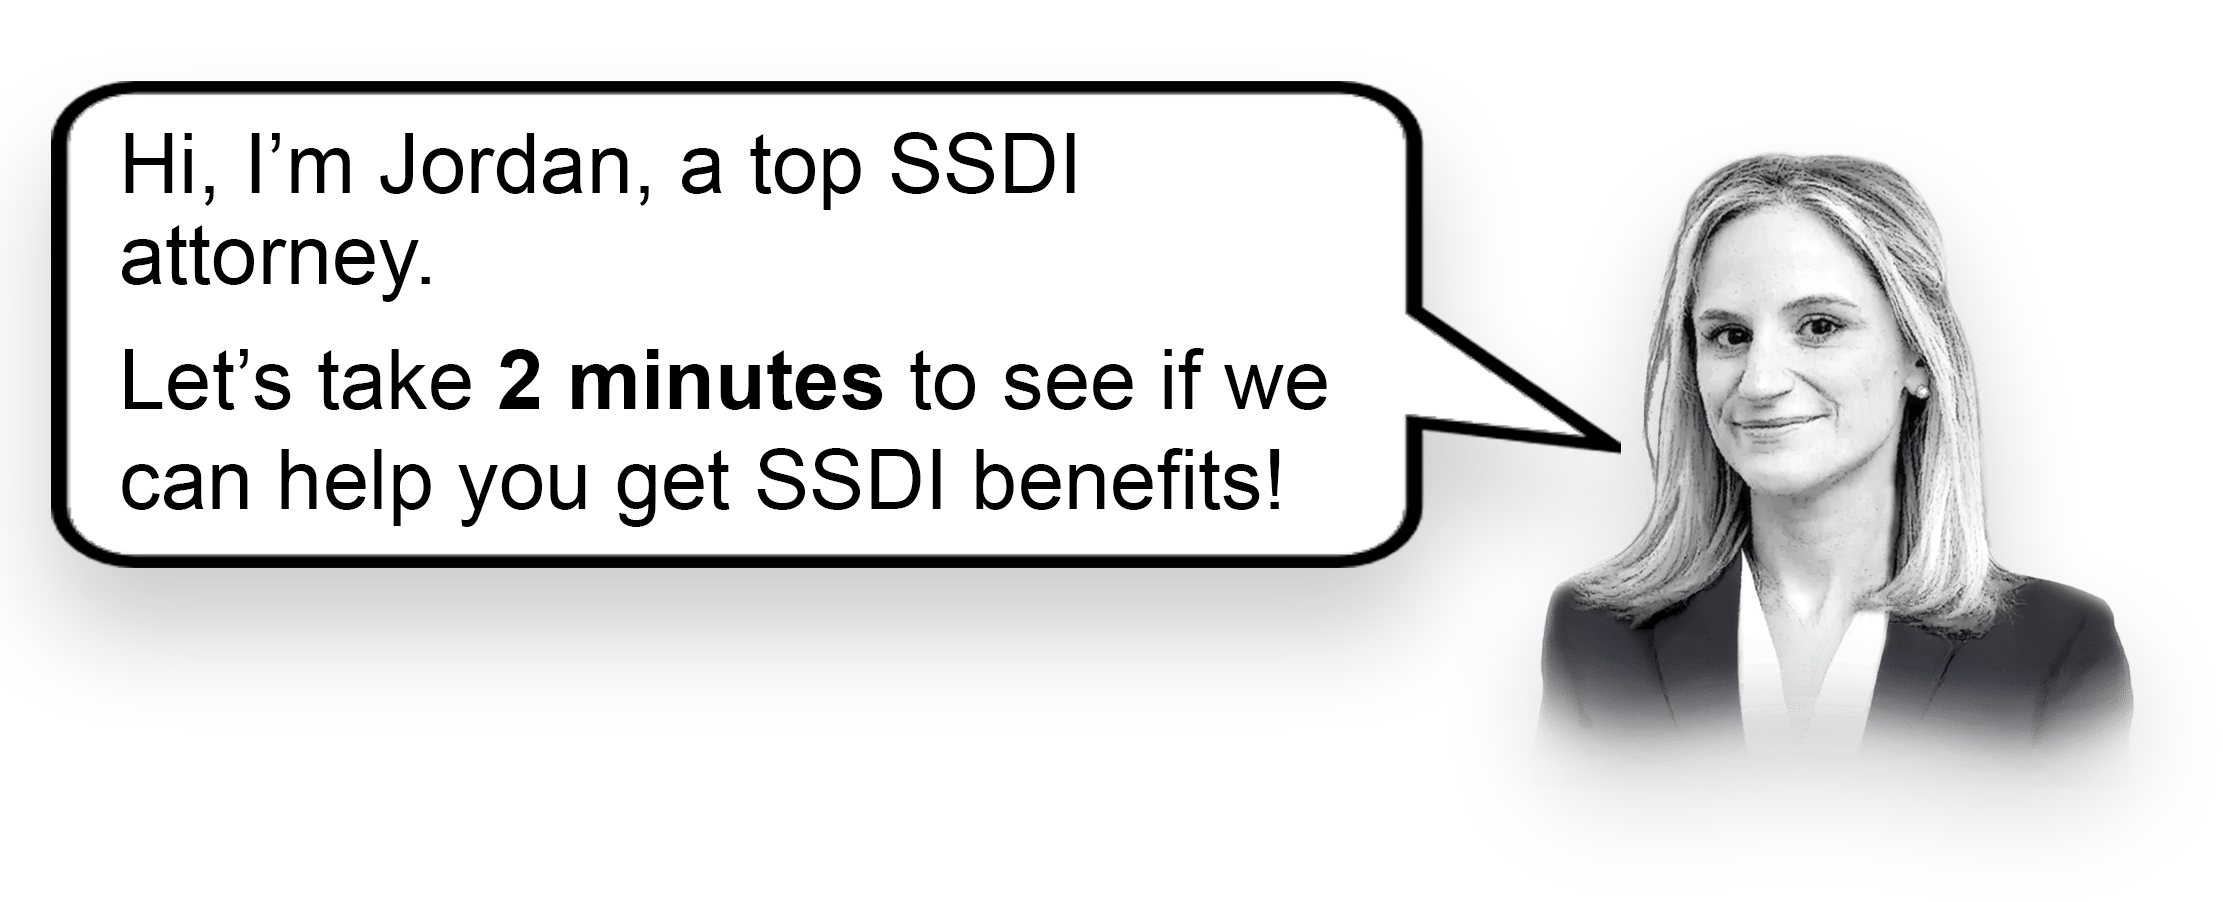 Hi, I’m Jordan, a top SSDI
attorney.
Let’s take 2 minutes to see if we
can help you get SSDI benefits!